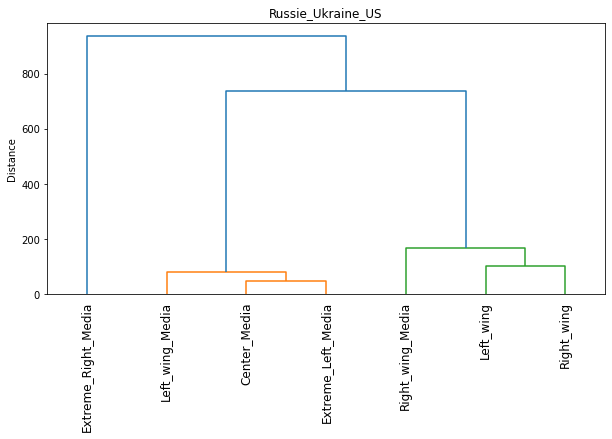 Russie_Ukraine_US
Distance
800
600
400
200
0
Extreme_Right_Media
Left_wing_Media
Center_Media
Extreme_Left_Media
Right_wing_Media
Left_wing
Right_wing